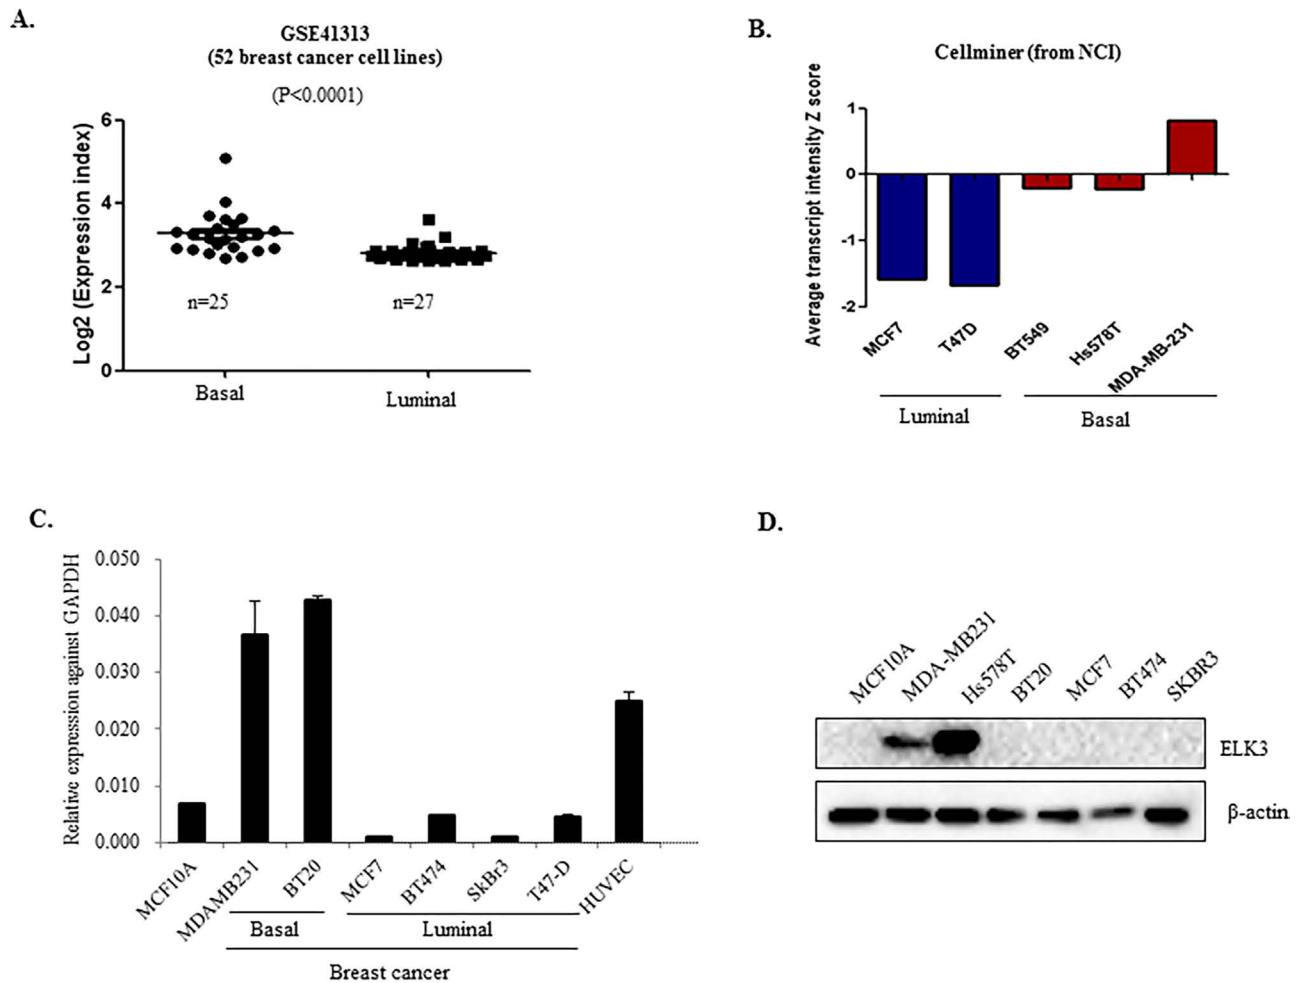 A.
GSE41313
(52 breast cancer cell lines)
(P<0.0001)
Log2 (Expression index)
6
4
2
0
n=25
n=27
Basal
Luminal
B.
Cellminer (from NCI)
Average transcript intensity Z score
1
0
-1
-2
MCF7
T47D
BT549
Hs578T
MDA-MB-231
Luminal
Basal
C.
Relative expression against GAPDH
0.050
0.040
0.030
0.020
0.010
0.000
MCF10A
MDAMB231
BT20
MCF7
BT474
SkBr3
T47-D
HUVEC
Basal
Luminal
Breast cancer
D.
MCF10A
MDA-MB231
Hs578T
BT20
MCF7
BT474
SKBR3
ELK3
β-actin